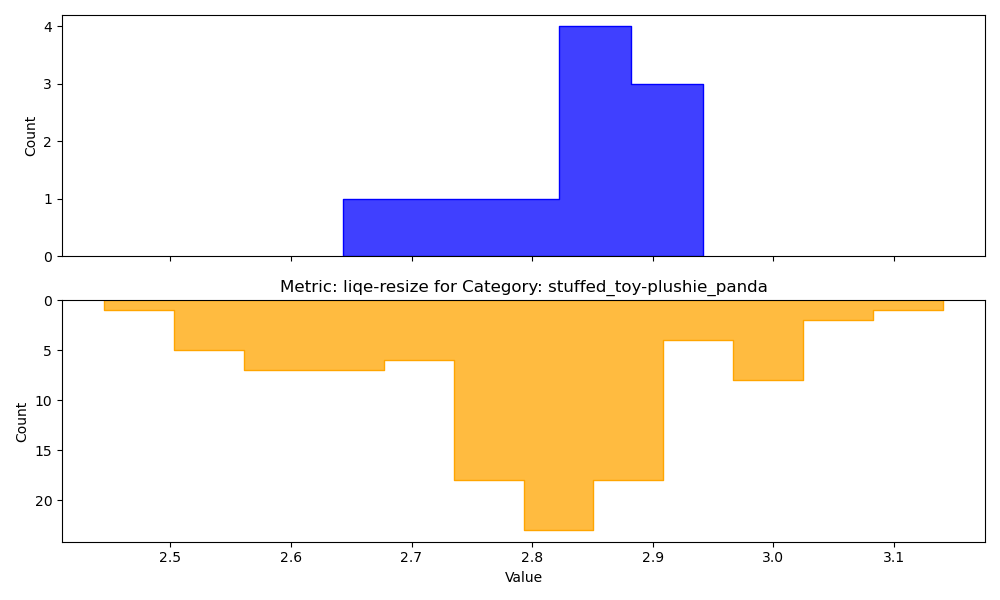 Count
4
3
2
1
0
Metric: liqe-resize for Category: stuffed_toy-plushie_panda
Count
0
5
10
15
20
2.5 2.6 2.7 2.8 2.9 3.0 3.1
Value